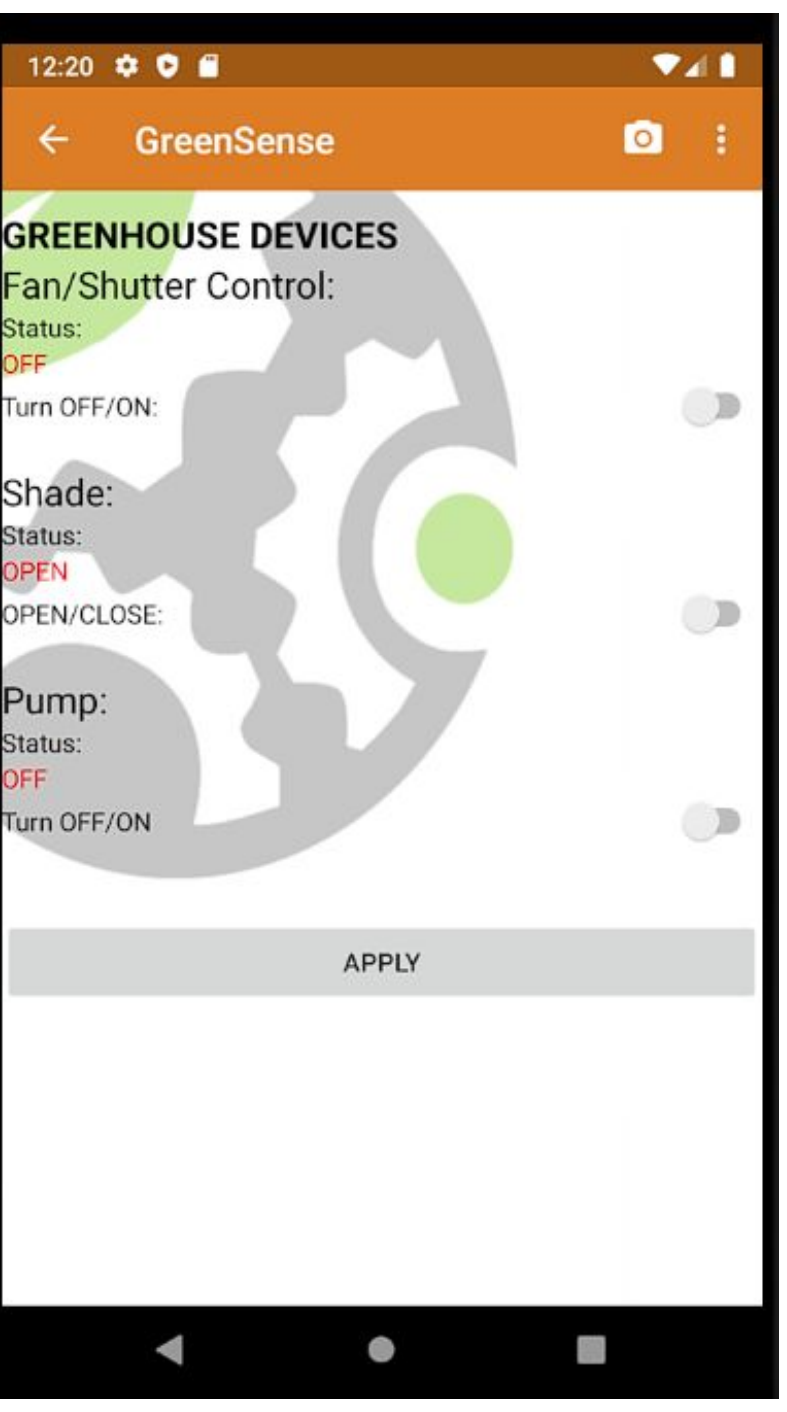 12:20
GreenSense
GREENHOUSE DEVICES
Fan/Shutter Control:
Status:
OFF
Turn OFF/ON:
Shade:
Status:
OPEN
OPEN/CLOSE:
Pump:
Status:
OFF
Turn OFF/ON
APPLY